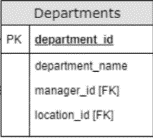 Departments
PK department_id
department_name
manager_id [FK]
location_id [FK]